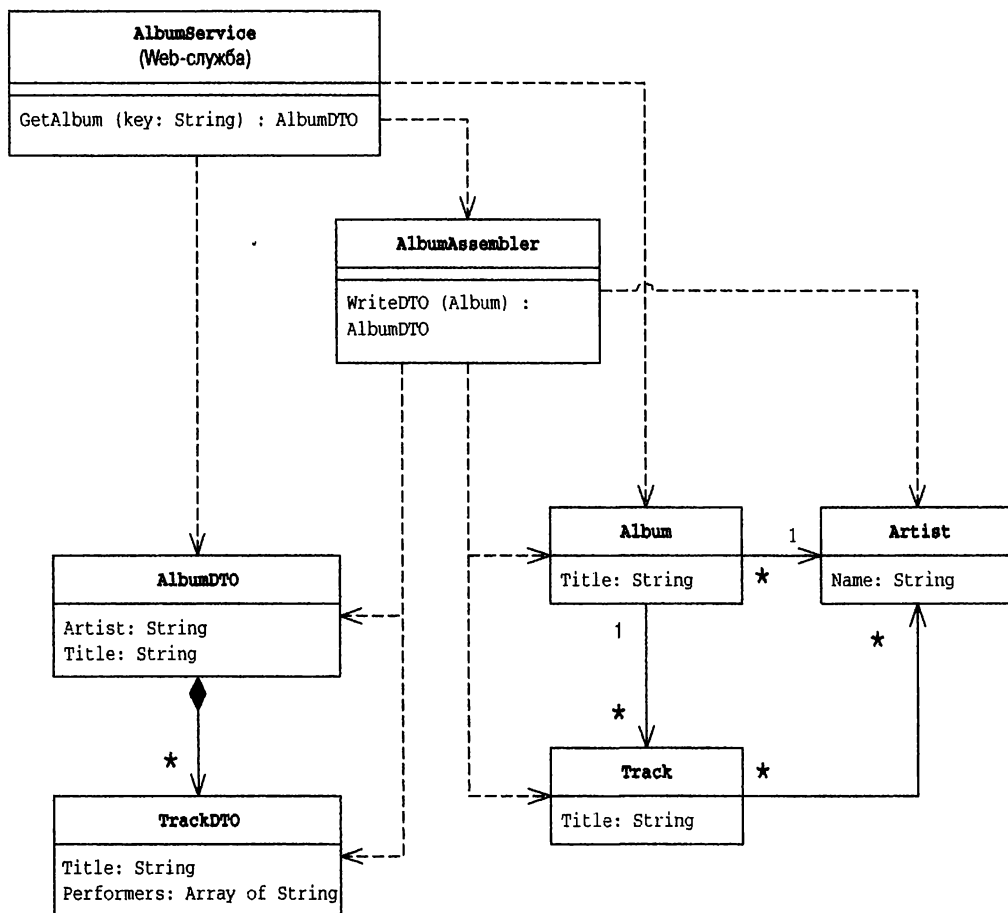 AlbumService
(Web-служба)
GetAlbum (key: String) : AlbumDTO
AlbumAssembler
WriteDTO (Album) :
AlbumDTO
Album
Title: String
1
*
Artist
Name: String
AlbumDTO
Artist: String
Title: String
1
*
*
*
*
Track
Title: String
TrackDTO
Title: String
Performers: Array of String